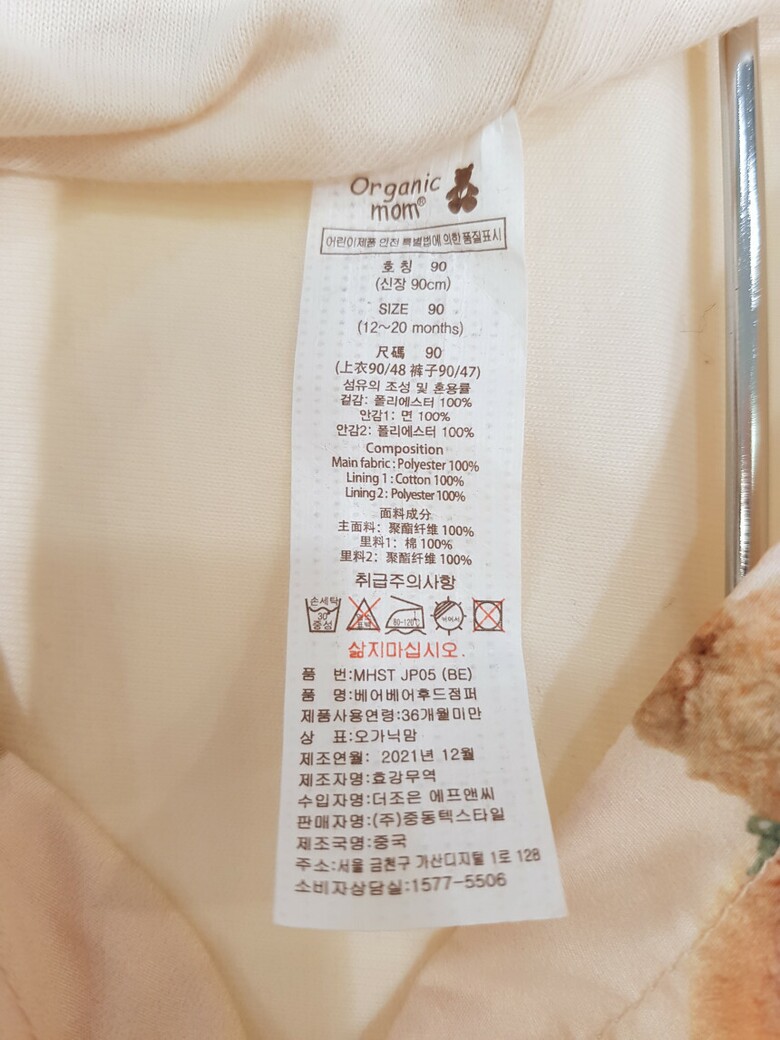 Organic
mom®
어린이제품 안전 특별법에 의한 품질표시
호 칭 90
(신장 90cm)
SIZE 90
(12~20 months)
尺碼 90
(上衣90/48 裤子90/47)
섬유의 조성 및 혼용률
겉감: 폴리에스터 100%
안감1: 면 100%
안감2: 폴리에스터 100%
Composition
Main fabric : Polyester 100%
Lining 1 : Cotton 100%
Lining 2 : Polyester 100%
面料成分
主面料: 聚酯纤维 100%
里料1: 棉 100%
里料2: 聚酯纤维 100%
취급주의사항
손세탁 30° 중성 80~120℃
삶지마십시오.
품 번:MHST JP05 (BE)
품 명:베어베어후드점퍼
제품사용연령:36개월미만
상 표:오가닉맘
제조연월: 2021년 12월
제조자명:효강무역
수입자명:더조은 에프앤씨
판매자명:(주)중동텍스타일
제조국명:중국
주소:서울 금천구 가산디지털 1로 128
소비자상담실:1577-5506